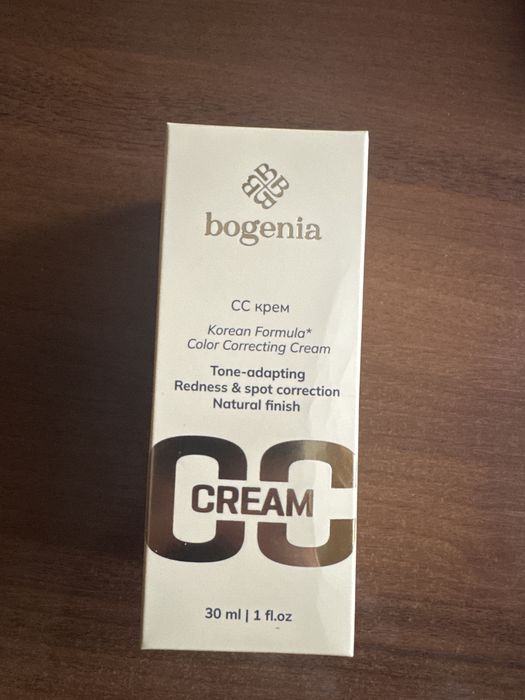 bogenia
CC крем
Korean Formula*
Color Correcting Cream
Tone-adapting
Redness & spot correction
Natural finish
CC
CREAM
30 ml | 1 fl.oz